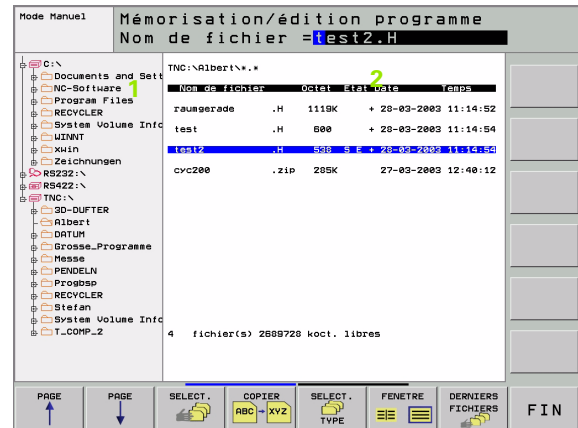 Mode Manuel
Mémorisation/édition programme
Nom de fichier =test2.H
C:\
Documents and Sett
NC-Software
Program Files
RECYCLER
System Volume Info
WINNT
xwin
Zeichnungen
RS232:\
RS422:\
TNC:\
3D-DUFTER
Albert
DATUM
Grosse_Programme
Messe
PENDELN
Progbsp
RECYCLER
Stefan
System Volume Info
T_COMP_2
1
TNC:\Albert\*.*
2
Nom de fichier Octet Etat Date Temps
raumgerade .H 1119K + 28-03-2003 11:14:52
test .H 600 + 28-03-2003 11:14:54
test2 .H 538 S E + 28-03-2003 11:14:54
cyc200 .zip 285K 27-03-2003 12:40:12
4 fichier(s) 2689728 koct. libres
PAGE
PAGE
SELECT.
COPIER
ABC
XYZ
SELECT.
TYPE
FENETRE
DERNIERS
FICHIERS
FIN